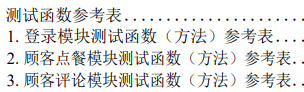 测试函数参考表....................
1. 登录模块测试函数（方法）参考表....
2. 顾客点餐模块测试函数（方法）参考表..
3. 顾客评论模块测试函数（方法）参考表..